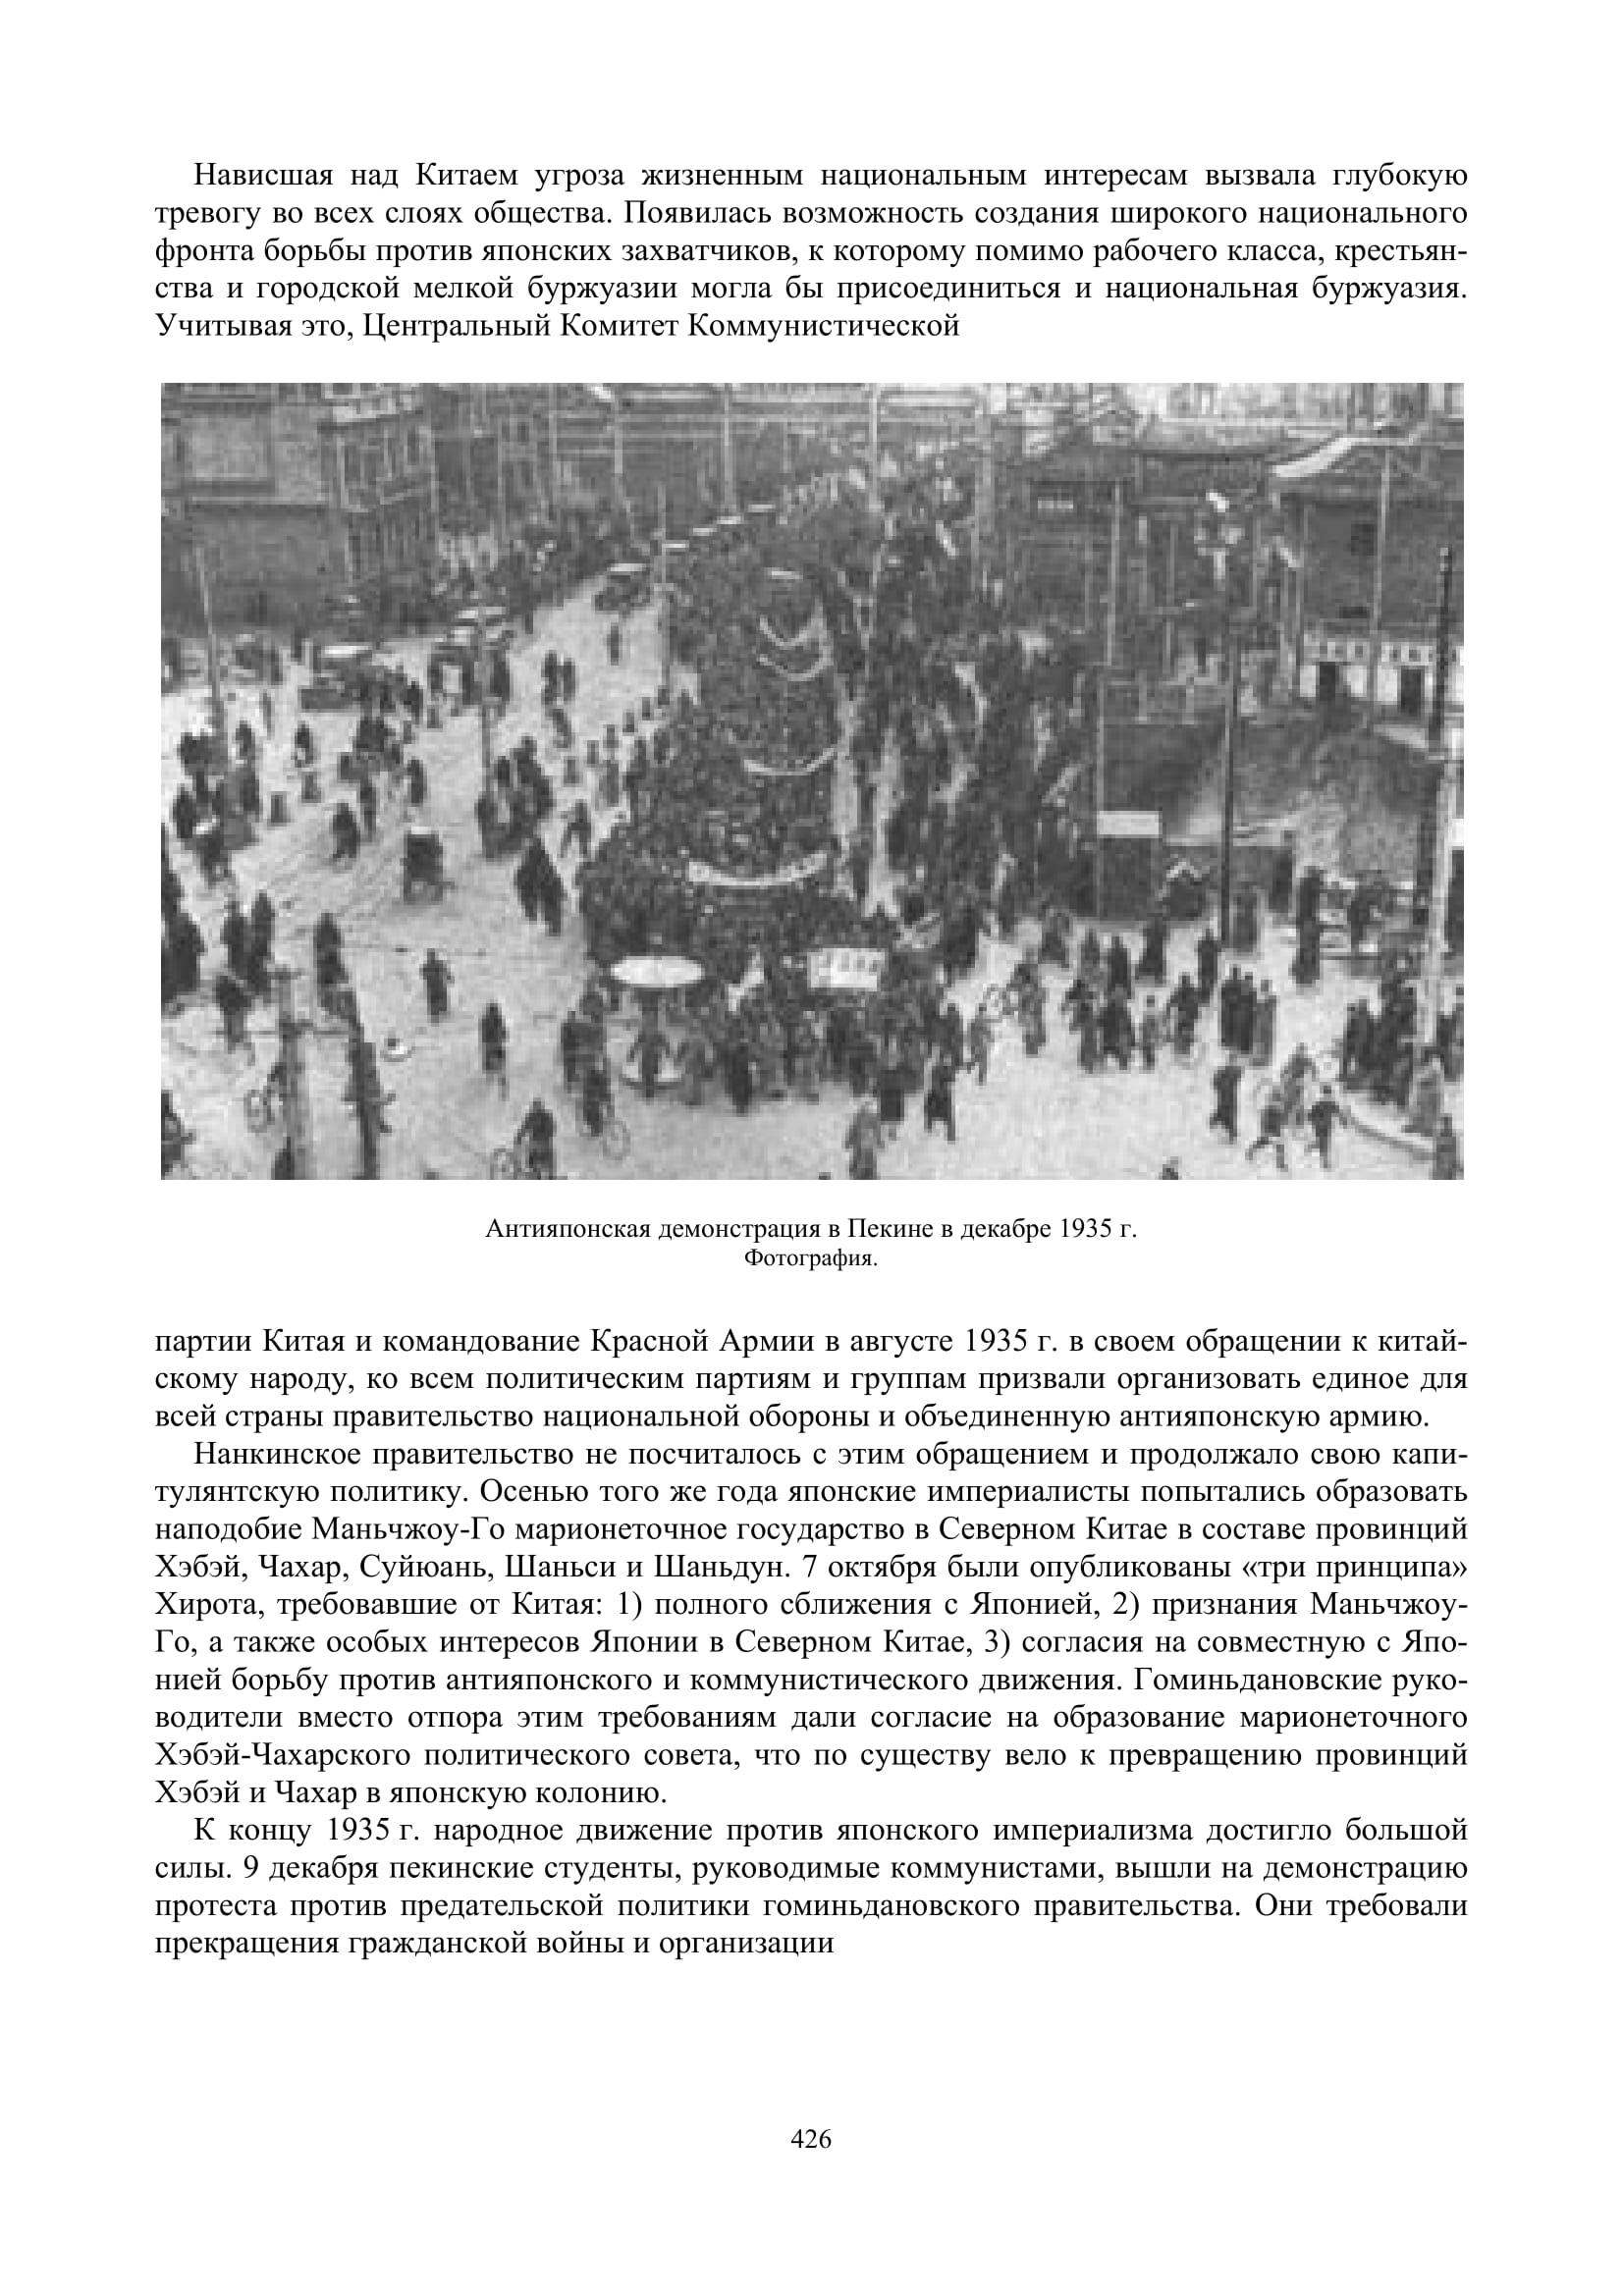 Нависшая над Китаем угроза жизненным национальным интересам вызвала глубокую
тревогу во всех слоях общества. Появилась возможность создания широкого национального
фронта борьбы против японских захватчиков, к которому помимо рабочего класса, крестьян-
ства и городской мелкой буржуазии могла бы присоединиться и национальная буржуазия.
Учитывая это, Центральный Комитет Коммунистической
Антияпонская демонстрация в Пекине в декабре 1935 г.
Фотография.
партии Китая и командование Красной Армии в августе 1935 г. в своем обращении к китай-
скому народу, ко всем политическим партиям и группам призвали организовать единое для
всей страны правительство национальной обороны и объединенную антияпонскую армию.
Нанкинское правительство не посчиталось с этим обращением и продолжало свою капи-
тулянтскую политику. Осенью того же года японские империалисты попытались образовать
наподобие Маньчжоу-Го марионеточное государство в Северном Китае в составе провинций
Хэбэй, Чахар, Суйюань, Шаньси и Шаньдун. 7 октября были опубликованы «три принципа»
Хирота, требовавшие от Китая: 1) полного сближения с Японией, 2) признания Маньчжоу-
Го, а также особых интересов Японии в Северном Китае, 3) согласия на совместную с Япо-
нией борьбу против антияпонского и коммунистического движения. Гоминьдановские руко-
водители вместо отпора этим требованиям дали согласие на образование марионеточного
Хэбэй-Чахарского политического совета, что по существу вело к превращению провинций
Хэбэй и Чахар в японскую колонию.
К концу 1935 г. народное движение против японского империализма достигло большой
силы. 9 декабря пекинские студенты, руководимые коммунистами, вышли на демонстрацию
протеста против предательской политики гоминьдановского правительства. Они требовали
прекращения гражданской войны и организации
426